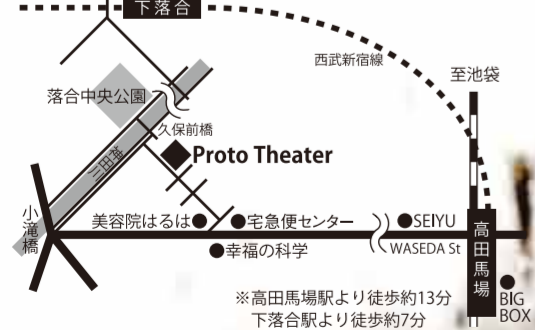 下落合
西武新宿線
至池袋
落合中央公園
久保前橋
Proto Theater
神田川
小滝橋
美容院はるは
宅急便センター
SEIYU
幸福の科学
WASEDA St
高田馬場
BIG
BOX
※高田馬場駅より徒歩約13分
下落合駅より徒歩約7分